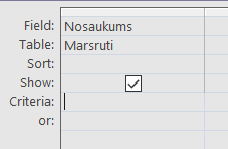 Field: Nosaukums
Table: Marsruti
Sort:
Show:
Criteria:
or: